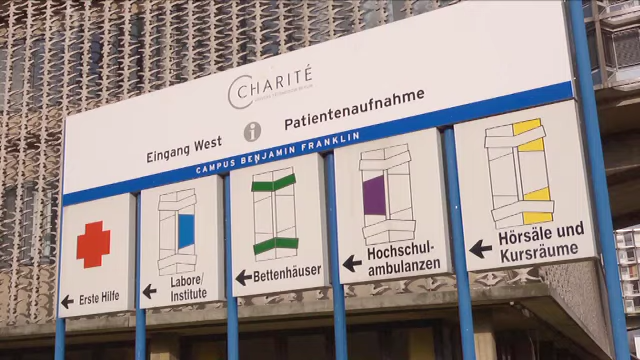 CHARITÉ
Eingang West
i
Patientenaufnahme
CAMPUS BENJAMIN FRANKLIN
Erste Hilfe
Labore/
Institute
Bettenhäuser
Hochschul-
ambulanzen
Hörsäle und
Kursräume